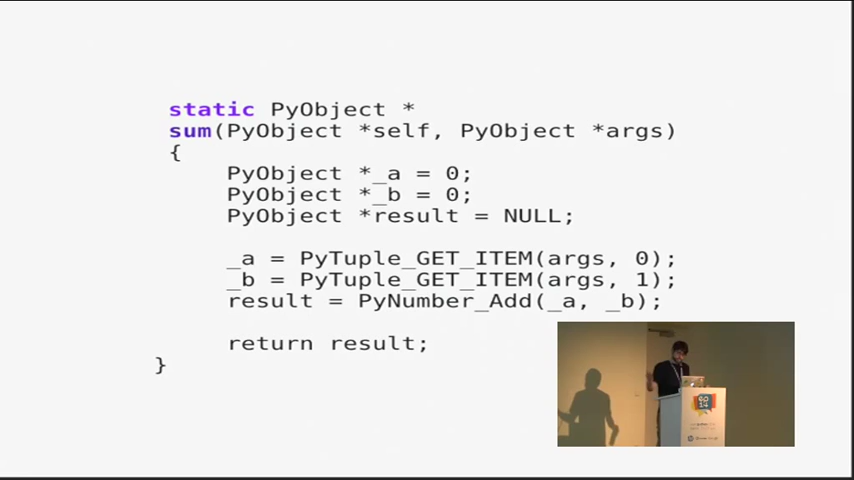 static PyObject *
sum(PyObject *self, PyObject *args)
{
PyObject *_a = 0;
PyObject *_b = 0;
PyObject *result = NULL;
_a = PyTuple_GET_ITEM(args, 0);
_b = PyTuple_GET_ITEM(args, 1);
result = PyNumber_Add(_a, _b);
return result;
}